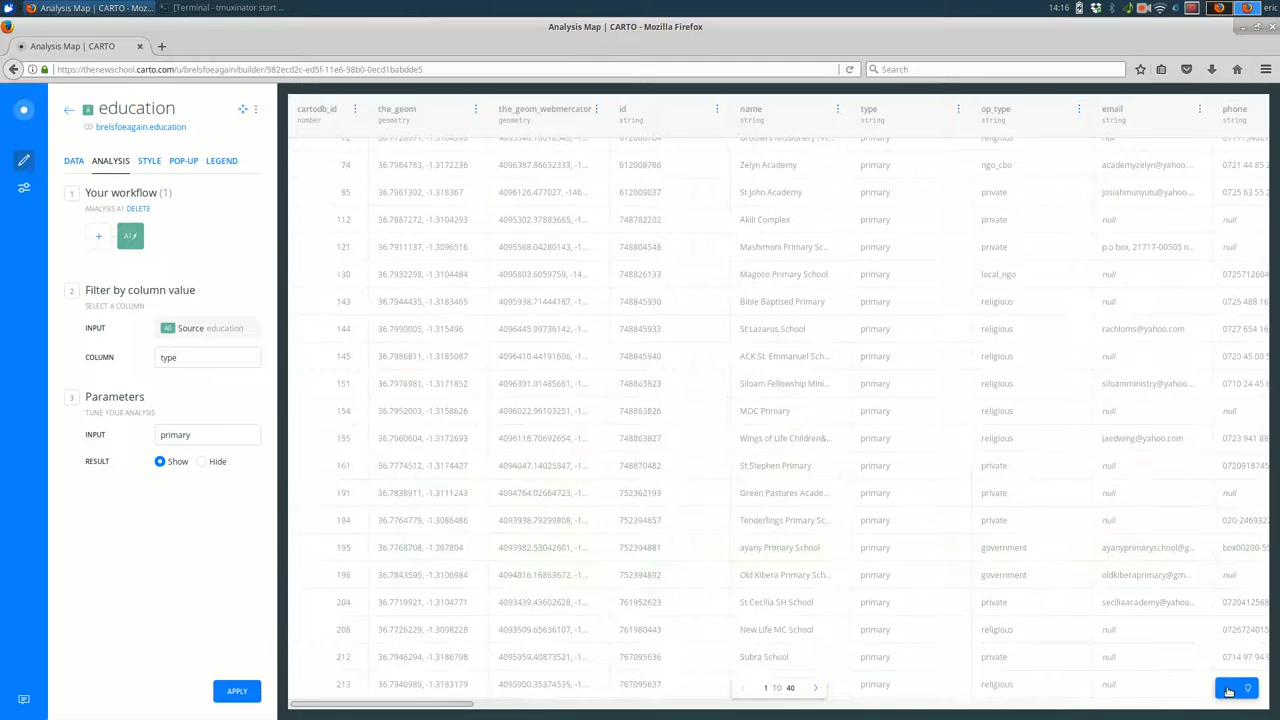 Analysis Map | CARTO - Moz... [Terminal - tmuxinator start ... 14:16 eric
Analysis Map | CARTO - Mozilla Firefox
Analysis Map | CARTO
https://thenewschool.carto.com/u/brelsfoeagain/builder/982ecd2c-ed5f-11e6-98b0-0ecd1babdde5 Search
A education
brelsfoeagain.education
DATA ANALYSIS STYLE POP-UP LEGEND
1 Your workflow (1)
ANALYSIS A1 DELETE
+ A1
2 Filter by column value
SELECT A COLUMN
INPUT A0 Source education
COLUMN type
3 Parameters
TUNE YOUR ANALYSIS
INPUT primary
RESULT Show Hide
APPLY
cartodb_id the_geom the_geom_webmercator id name type op_type email phone
number geometry geometry string string string string string string
74 36.7984783, -1.3172236 4096387.86632333, -1... 612008786 Zelyn Academy primary ngo_cbo academyzelyn@yahoo.... 0721 44 85 2
85 36.7961302, -1.318367 4096126.477027, -146... 612009037 St John Academy primary private josiahmunyutu@yahoo.... 0725 63 55 2
112 36.7887272, -1.3104293 4095302.37883665, -1... 748782202 Akili Complex primary private null null
121 36.7911137, -1.3096516 4095568.04280143, -1... 748804548 Mashimoni Primary Sc... primary private p.o box, 21717-00505 n... null
130 36.7932298, -1.3104484 4095803.6059759, -14... 748826133 Magoso Primary School primary local_ngo null 0725712604
143 36.7944435, -1.3183465 4095938.71444187, -1... 748845930 Bible Baptised Primary primary religious null 0725 488 16
144 36.7990005, -1.315496 4096445.99736142, -1... 748845933 St Lazarus School primary religious rachloms@yahoo.com 0727 654 16
145 36.7986811, -1.3185087 4096410.44191606, -1... 748845940 ACK St. Emmanuel Sch... primary religious null 0720 45 00 5
151 36.7976981, -1.3171852 4096301.01485661, -1... 748863823 Siloam Fellowship Mini... primary religious siloamministry@yahoo.... 0710 24 45 6
154 36.7952003, -1.3158626 4096022.96103251, -1... 748863826 MDC Primary primary religious null null
155 36.7960604, -1.3172693 4096118.70692654, -1... 748863827 Wings of Life Children&... primary religious jaedwing@yahoo.com 0723 941 88
161 36.7774512, -1.3174427 4094047.14025847, -1... 748870482 St Stephen Primary primary private null 0720918745
191 36.7838911, -1.3111243 4094764.02664723, -1... 752362193 Green Pastures Acade... primary private null null
194 36.7764779, -1.3086486 4093938.79299808, -1... 752394857 Tenderlings Primary Sc... primary private null 020-2469322
195 36.7768708, -1.307804 4093982.53042601, -1... 752394881 ayany Primary School primary government ayanyprimaryschool@g... box00200-55
196 36.7843595, -1.3106984 4094816.16869672, -1... 752394892 Old Kibera Primary Sch... primary government oldkiberaprimary@gm... null
204 36.7719921, -1.3104771 4093439.43602628, -1... 761952623 St Cecilia SH School primary private seciliaacademy@yahoo... 0720412568
208 36.7726229, -1.3098228 4093509.65636107, -1... 761980443 New Life MC School primary religious null 0726724015
212 36.7946294, -1.3186798 4095959.40873521, -1... 767095636 Subra School primary private null 0714 97 94 9
213 36.7940989, -1.3183179 4095900.35374535, -1... 767095637 primary religious null
1 TO 40